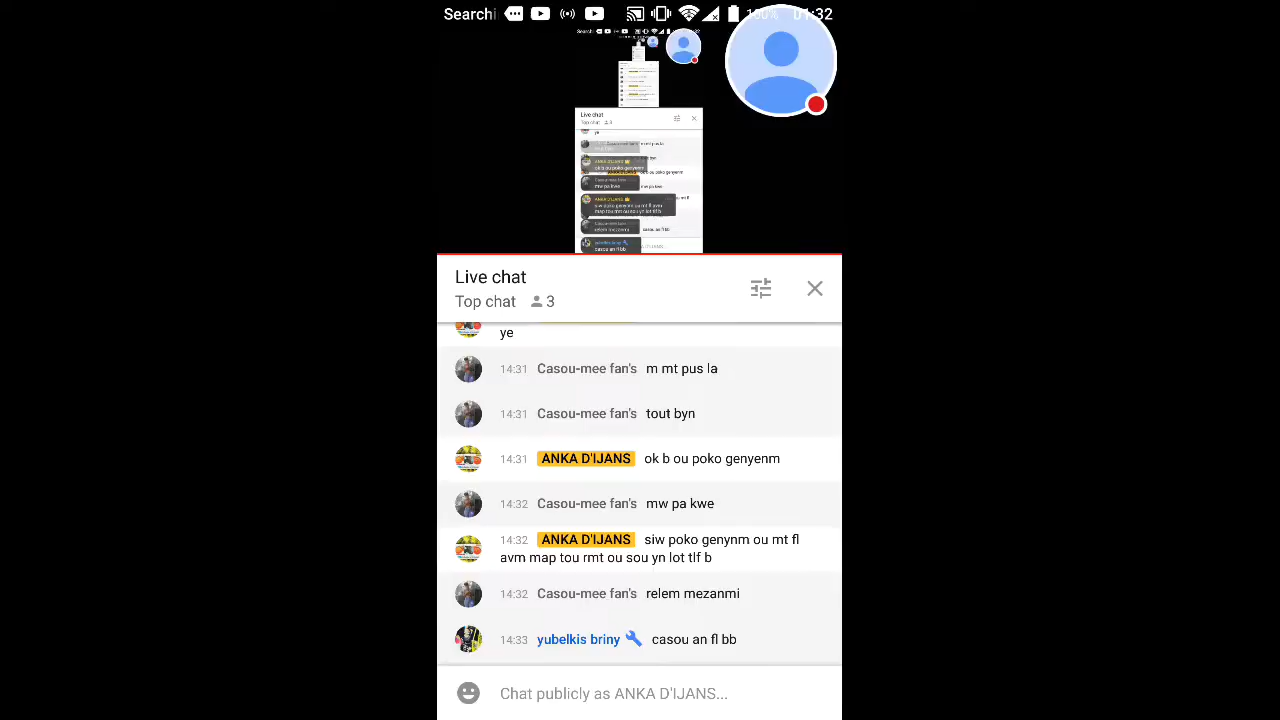 Searchi 100% 01:32
Live chat
Top chat 3
ye
14:31 Casou-mee fan's m mt pus la
14:31 Casou-mee fan's tout byn
14:31 ANKA D'IJANS ok b ou poko genyenm
14:32 Casou-mee fan's mw pa kwe
14:32 ANKA D'IJANS siw poko genynm ou mt fl
avm map tou rmt ou sou yn lot tlf b
14:32 Casou-mee fan's relem mezanmi
14:33 yubelkis briny casou an fl bb
Chat publicly as ANKA D'IJANS...